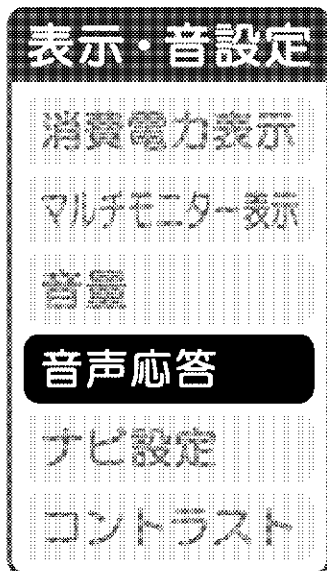 表示・音設定
消費電力表示
マルチモニター表示
音量
音声応答
ナビ設定
コントラスト